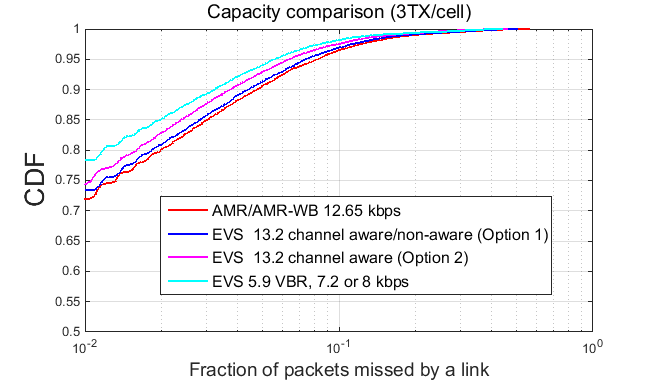 Capacity comparison (3TX/cell)
1
0.95
0.9
0.85
0.8
0.75
0.7
0.65
0.6
0.55
0.5
CDF
AMR/AMR-WB 12.65 kbps
EVS  13.2 channel aware/non-aware (Option 1)
EVS  13.2 channel aware (Option 2)
EVS 5.9 VBR, 7.2 or 8 kbps
10^-2 10^-1 10^0
Fraction of packets missed by a link